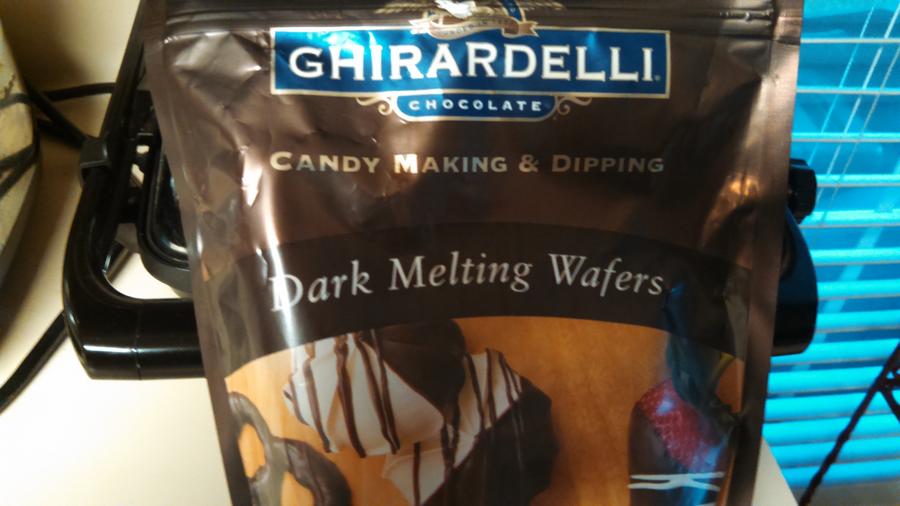 GHIRARDELLI
CHOCOLATE
CANDY MAKING & DIPPING
Dark Melting Wafers